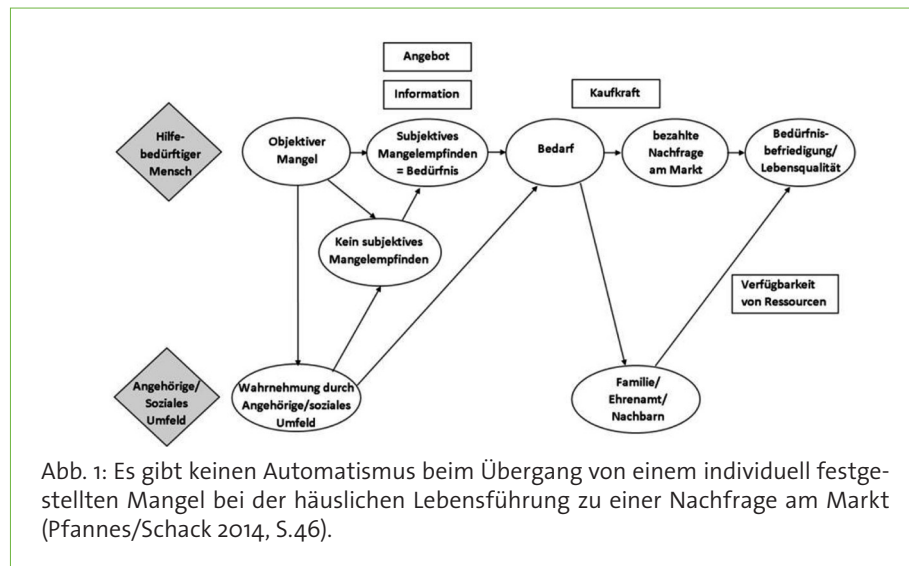 Angebot
Information
Kaufkraft
Hilfe-
bedürftiger
Mensch
Objektiver
Mangel
Subjektives
Mangelempfinden
= Bedürfnis
Bedarf
bezahlte
Nachfrage
am Markt
Bedürfnis-
befriedigung/
Lebensqualität
Kein subjektives
Mangelempfinden
Verfügbarkeit
von Ressourcen
Angehörige/
Soziales
Umfeld
Wahrnehmung durch
Angehörige/soziales
Umfeld
Familie/
Ehrenamt/
Nachbarn
Abb. 1: Es gibt keinen Automatismus beim Übergang von einem individuell festge-
stellten Mangel bei der häuslichen Lebensführung zu einer Nachfrage am Markt
(Pfannes/Schack 2014, S.46).